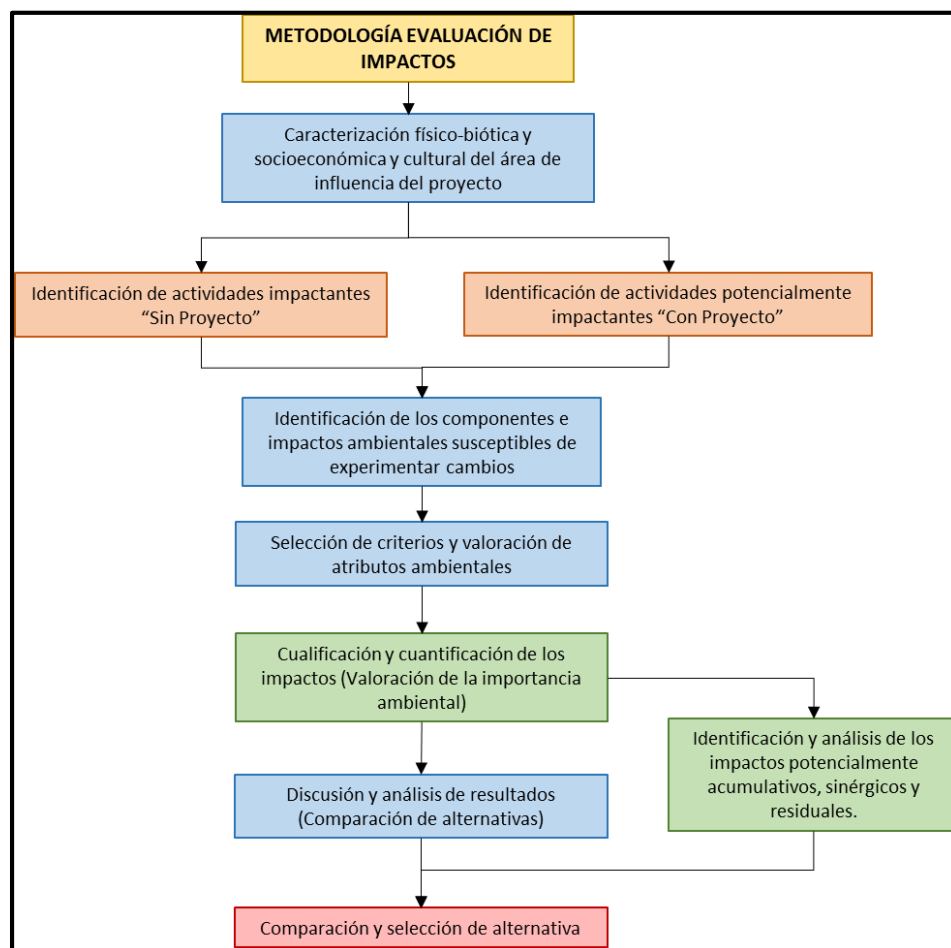 METODOLOGÍA EVALUACIÓN DE
IMPACTOS
Caracterización físico-biótica y
socioeconómica y cultural del área de
influencia del proyecto
Identificación de actividades impactantes
“Sin Proyecto”
Identificación de actividades potencialmente
impactantes “Con Proyecto”
Identificación de los componentes e
impactos ambientales susceptibles de
experimentar cambios
Selección de criterios y valoración de
atributos ambientales
Cualificación y cuantificación de los
impactos (Valoración de la importancia
ambiental)
Identificación y análisis de los
impactos potencialmente
acumulativos, sinérgicos y
residuales.
Discusión y análisis de resultados
(Comparación de alternativas)
Comparación y selección de alternativa